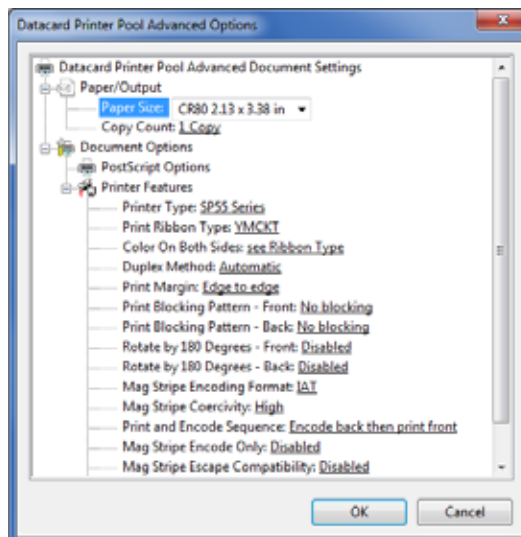 Datacard Printer Pool Advanced Options
Datacard Printer Pool Advanced Document Settings
Paper/Output
Paper Size: CR80 2.13 x 3.38 in
Copy Count: 1 Copy
Document Options
PostScript Options
Printer Features
Printer Type: SP55 Series
Print Ribbon Type: YMCKT
Color On Both Sides: see Ribbon Type
Duplex Method: Automatic
Print Margin: Edge to edge
Print Blocking Pattern - Front: No blocking
Print Blocking Pattern - Back: No blocking
Rotate by 180 Degrees - Front: Disabled
Rotate by 180 Degrees - Back: Disabled
Mag Stripe Encoding Format: IAT
Mag Stripe Coercivity: High
Print and Encode Sequence: Encode back then print front
Mag Stripe Encode Only: Disabled
Mag Stripe Escape Compatibility: Disabled
OK Cancel